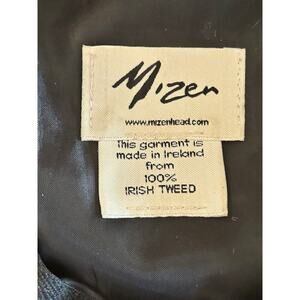 Mizen
www.mizenhead.com
This garment is
made in Ireland
from
100%
IRISH TWEED